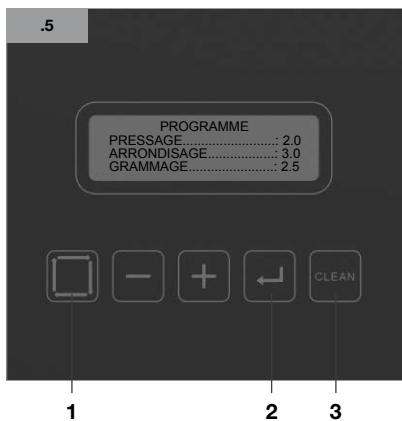 .5
PROGRAMME
PRESSAGE.........................: 2.0
ARRONDISAGE.................: 3.0
GRAMMAGE.....................: 2.5
CLEAN
1 2 3